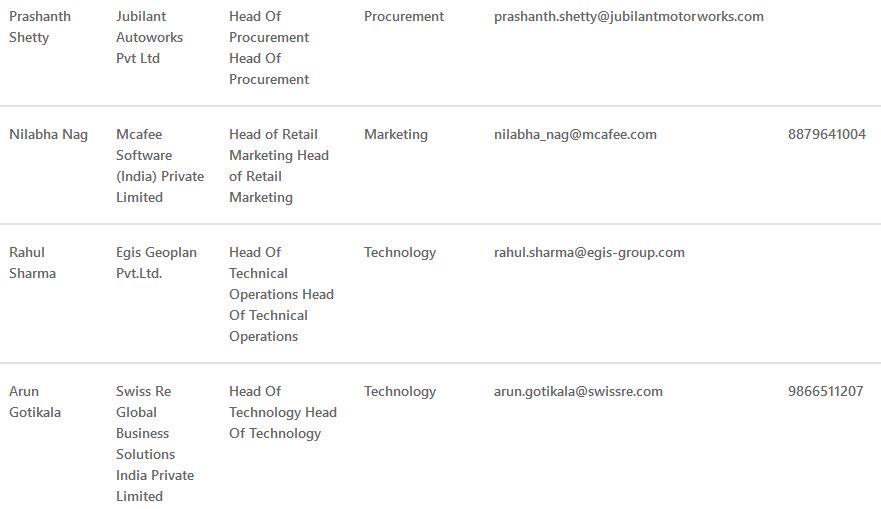 Prashanth Jubilant Head Of Procurement prashanth.shetty@jubilantmotorworks.com
Shetty Autoworks Procurement
Pvt Ltd Head Of
Procurement
Nilabha Nag Mcafee Head of Retail Marketing nilabha_nag@mcafee.com 8879641004
Software Marketing Head
(India) Private of Retail
Limited Marketing
Rahul Egis Geoplan Head Of Technology rahul.sharma@egis-group.com
Sharma Pvt.Ltd. Technical
Operations Head
Of Technical
Operations
Arun Swiss Re Head Of Technology arun.gotikala@swissre.com 9866511207
Gotikala Global Technology Head
Business Of Technology
Solutions
India Private
Limited